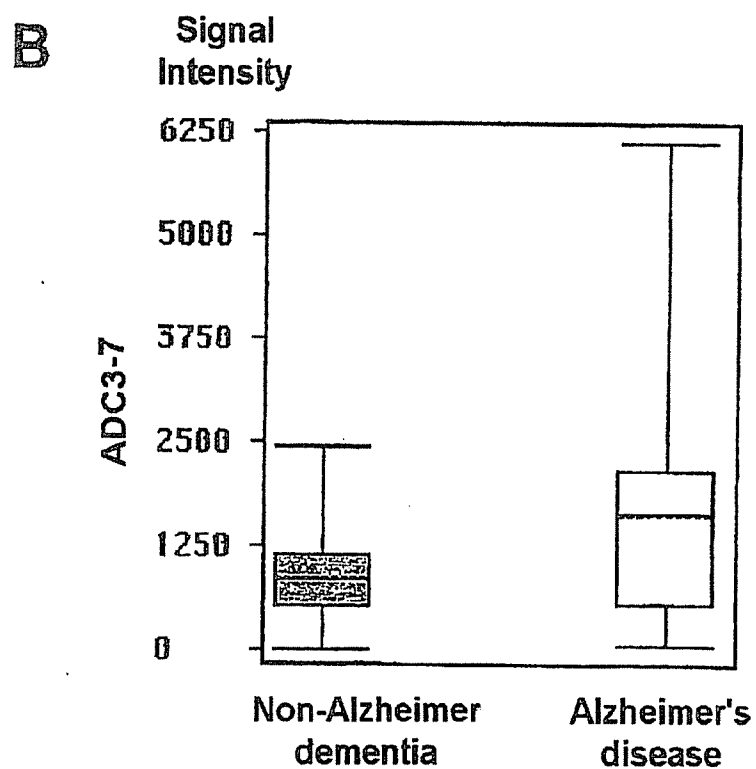 B
Signal
Intensity
6250
5000
3750
2500
1250
0
ADC3-7
Non-Alzheimer
dementia
Alzheimer's
disease